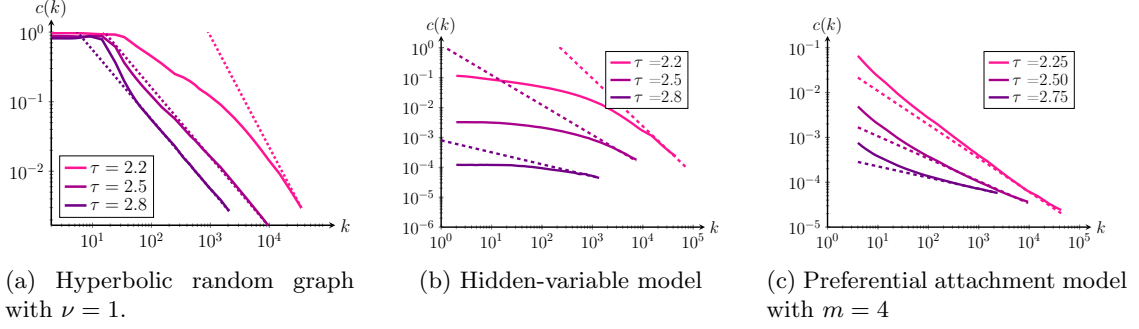 c(k)
10^0
10^{-1}
10^{-2}
τ = 2.2
τ = 2.5
τ = 2.8
10^1 10^2 10^3 10^4
k
(a) Hyperbolic random graph
with ν = 1.
c(k)
10^0
10^{-1}
10^{-2}
10^{-3}
10^{-4}
10^{-5}
10^{-6}
τ =2.2
τ =2.5
τ =2.8
10^0 10^1 10^2 10^3 10^4 10^5
k
(b) Hidden-variable model
c(k)
10^{-1}
10^{-2}
10^{-3}
10^{-4}
10^{-5}
τ =2.25
τ =2.50
τ =2.75
10^0 10^1 10^2 10^3 10^4 10^5
k
(c) Preferential attachment model
with m = 4